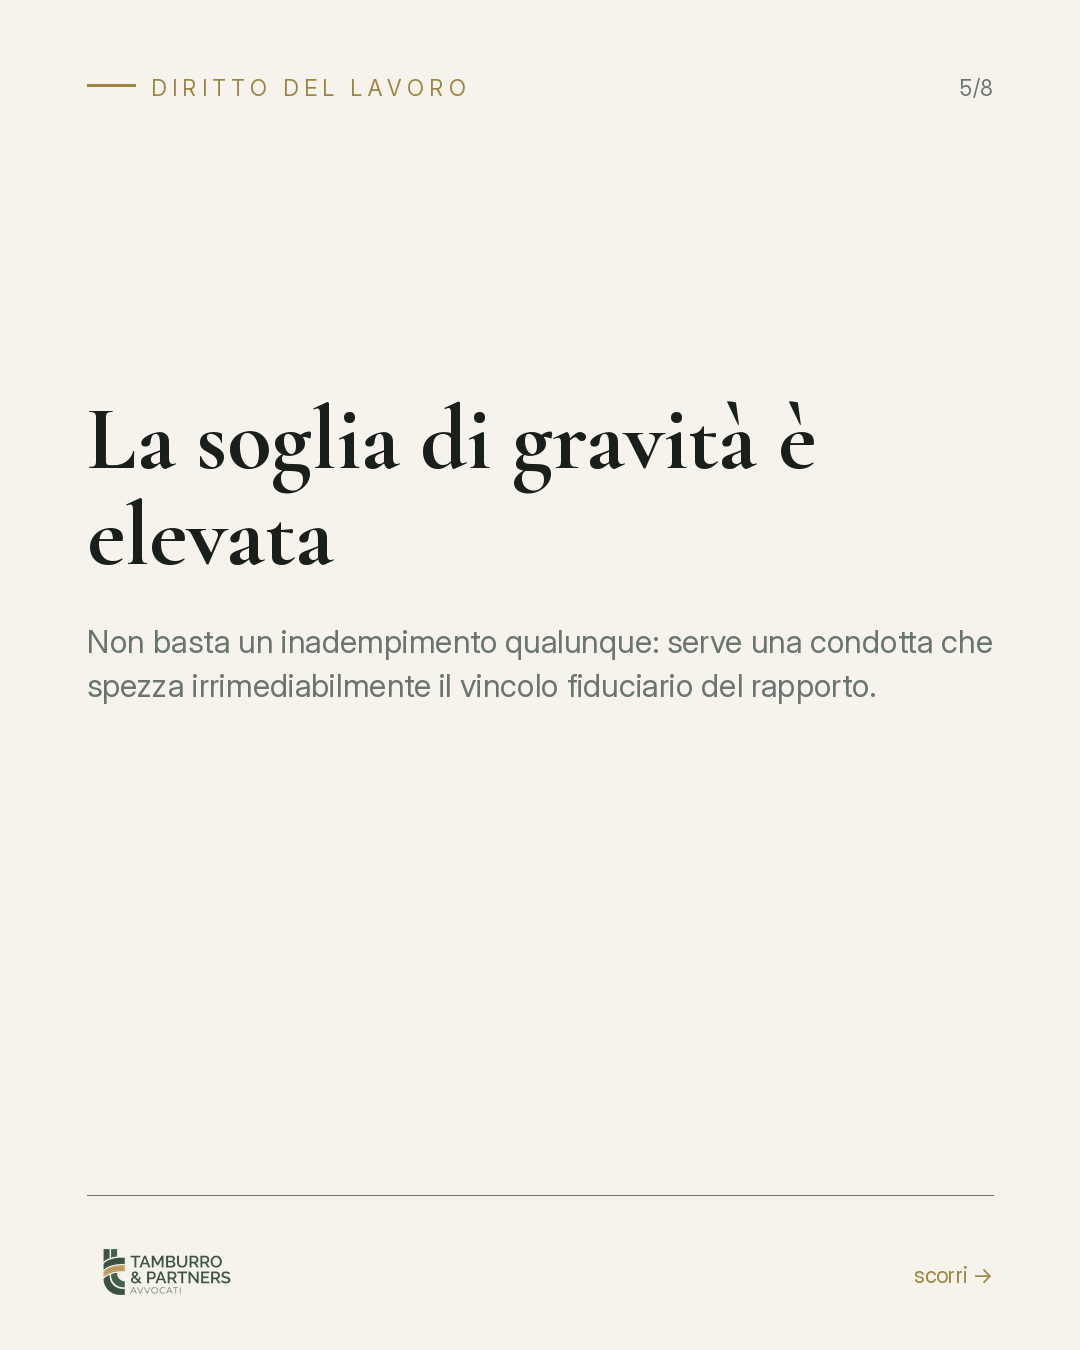 DIRITTO DEL LAVORO
5/8
La soglia di gravità è
elevata
Non basta un inadempimento qualunque: serve una condotta che
spezza irrimediabilmente il vincolo fiduciario del rapporto.
TAMBURRO
& PARTNERS
AVVOCATI
scorri →